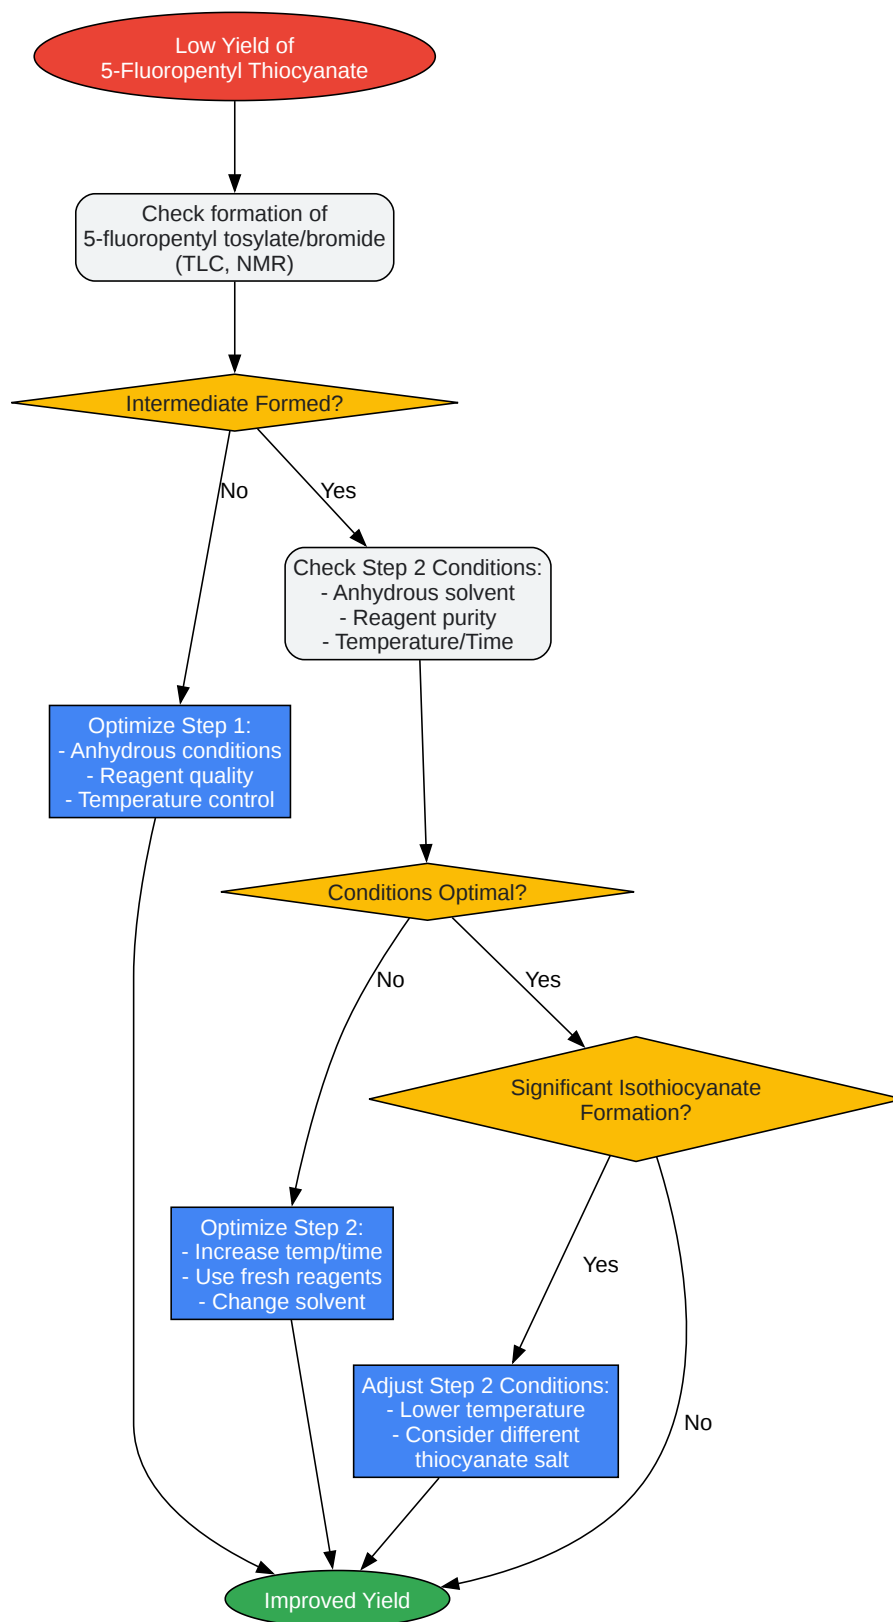 Low Yield of
5-Fluoropentyl Thiocyanate
Check formation of
5-fluoropentyl tosylate/bromide
(TLC, NMR)
Intermediate Formed?
No
Yes
Check Step 2 Conditions:
- Anhydrous solvent
- Reagent purity
- Temperature/Time
Optimize Step 1:
- Anhydrous conditions
- Reagent quality
- Temperature control
Conditions Optimal?
No
Yes
Significant Isothiocyanate
Formation?
Optimize Step 2:
- Increase temp/time
- Use fresh reagents
- Change solvent
Yes
Adjust Step 2 Conditions:
- Lower temperature
- Consider different
thiocyanate salt
No
Improved Yield